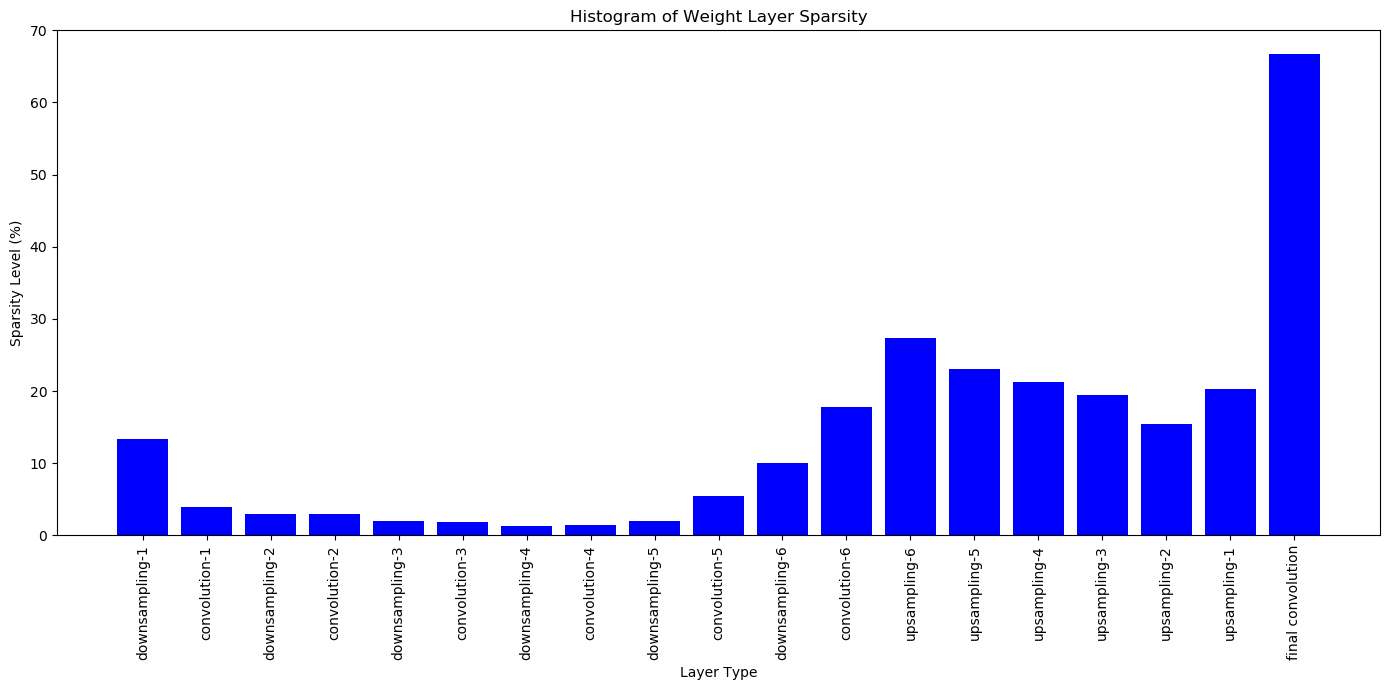 Histogram of Weight Layer Sparsity
Sparsity Level (%)
70
60
50
40
30
20
10
0
downsampling-1
convolution-1
downsampling-2
convolution-2
downsampling-3
convolution-3
downsampling-4
convolution-4
downsampling-5
convolution-5
downsampling-6
convolution-6
upsampling-6
upsampling-5
upsampling-4
upsampling-3
upsampling-2
upsampling-1
final convolution
Layer Type